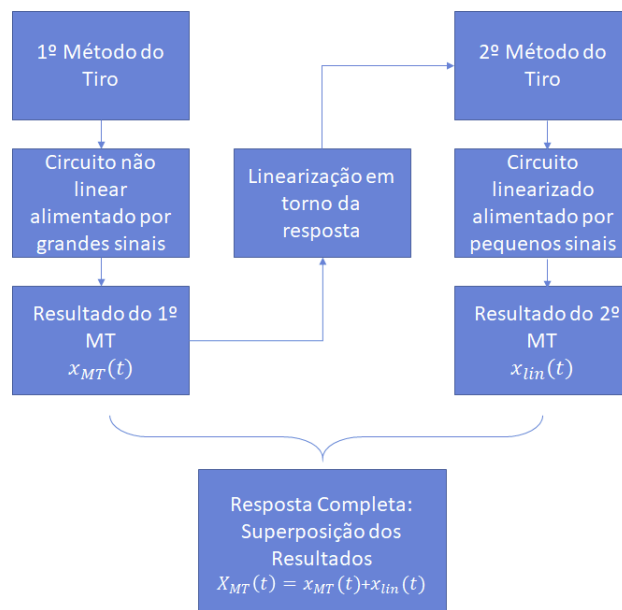 1º Método do
Tiro
Circuito não
linear
alimentado por
grandes sinais
Resultado do 1º
MT
x_{MT}(t)
Linearização em
torno da
resposta
2º Método do
Tiro
Circuito
linearizado
alimentado por
pequenos sinais
Resultado do 2º
MT
x_{lin}(t)
Resposta Completa:
Superposição dos
Resultados
X_{MT}(t) = x_{MT}(t)+x_{lin}(t)